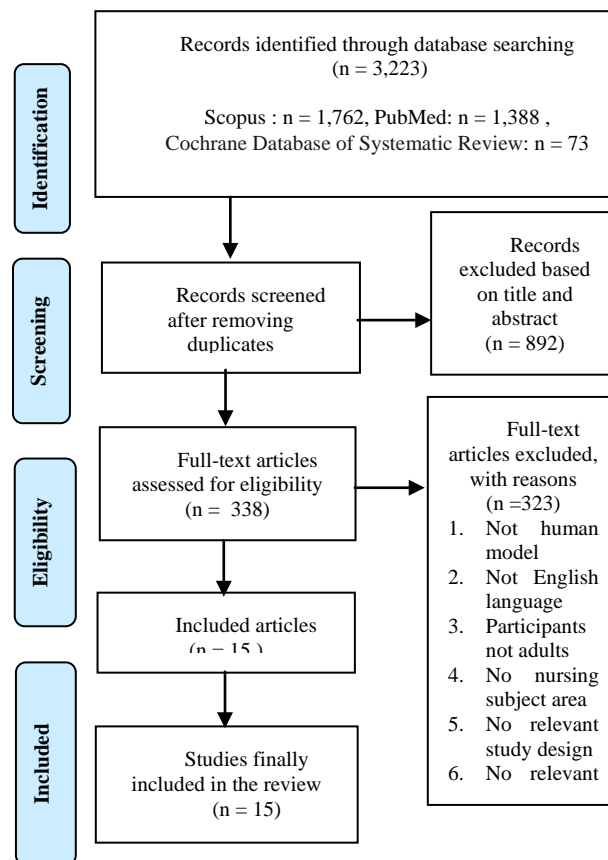 Identification
Records identified through database searching
(n = 3,223)
Scopus : n = 1,762, PubMed: n = 1,388 ,
Cochrane Database of Systematic Review: n = 73
Screening
Records screened
after removing
duplicates
Records
excluded based
on title and
abstract
(n = 892)
Eligibility
Full-text articles
assessed for eligibility
(n = 338)
Full-text
articles excluded,
with reasons
(n =323)
1. Not human
model
2. Not English
language
3. Participants
not adults
4. No nursing
subject area
5. No relevant
study design
6. No relevant
Included articles
(n = 15 )
Included
Studies finally
included in the review
(n = 15)